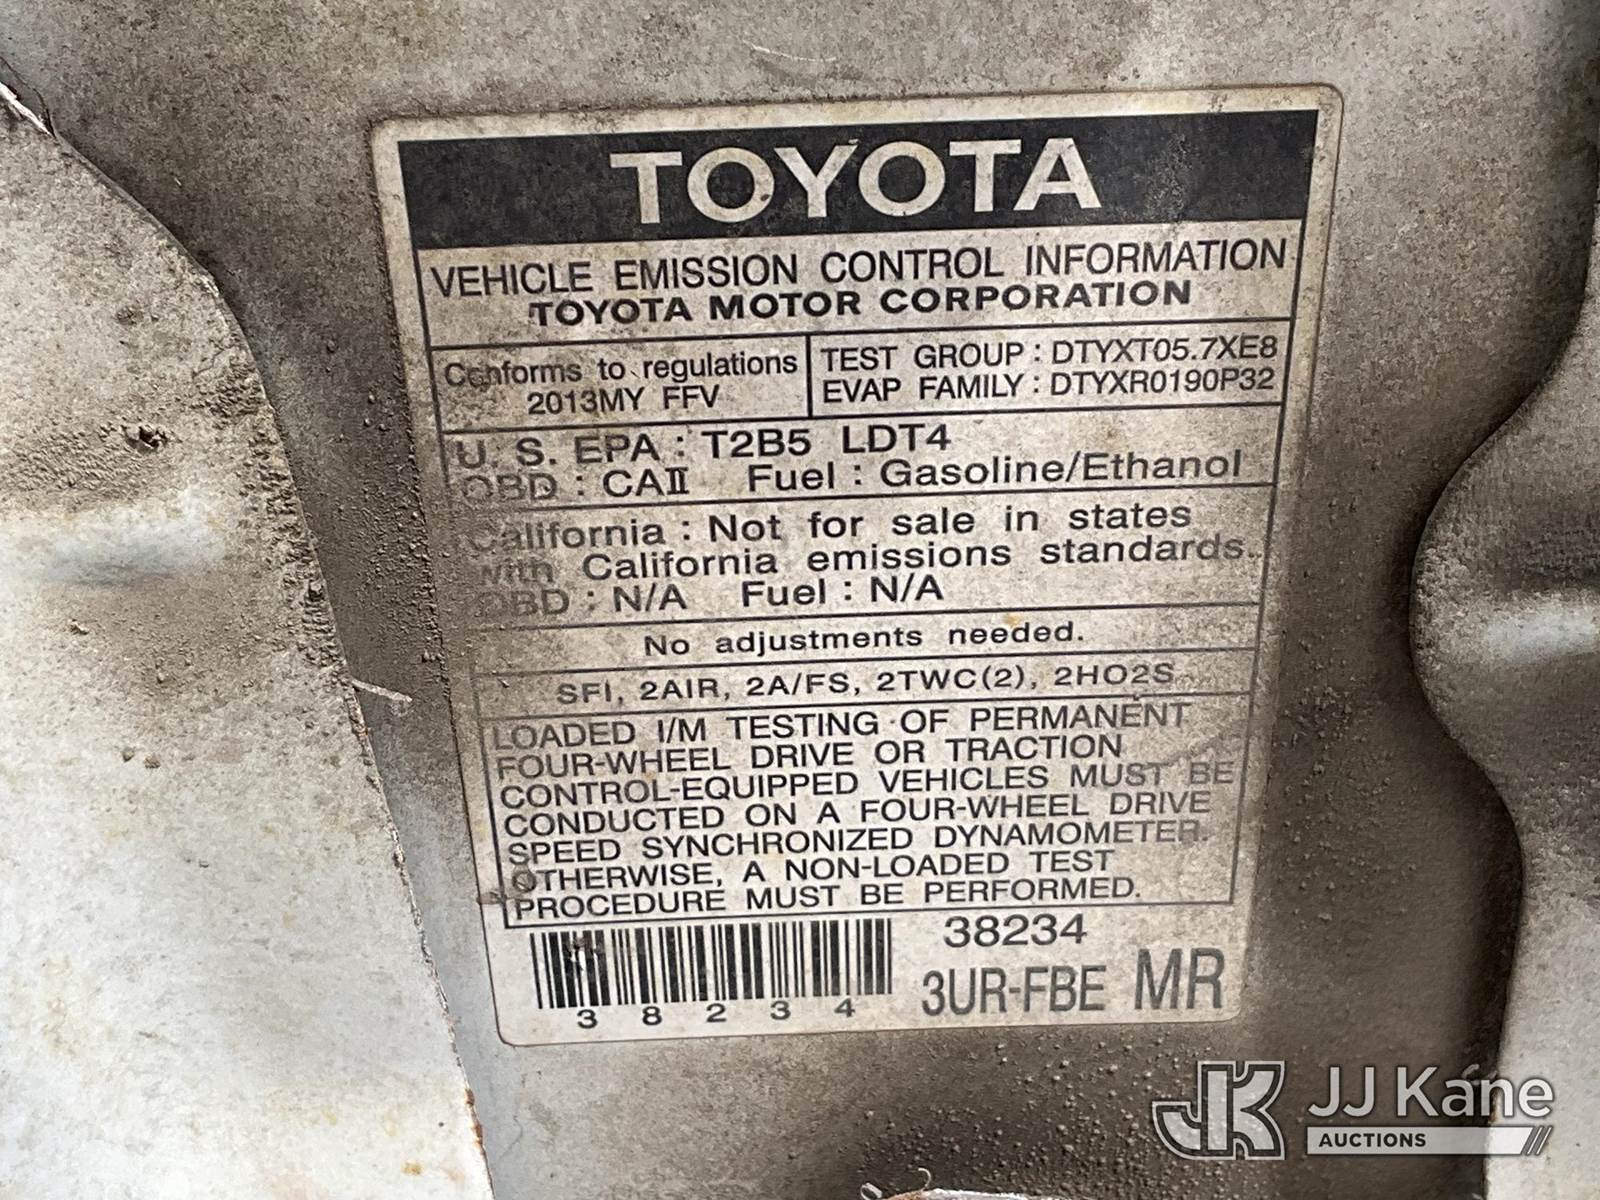 TOYOTA
VEHICLE EMISSION CONTROL INFORMATION
TOYOTA MOTOR CORPORATION
Conforms to regulations
2013MY FFV
TEST GROUP : DTYXT05.7XE8
EVAP FAMILY : DTYXR0190P32
U. S. EPA : T2B5 LDT4
OBD : CAⅡ Fuel : Gasoline/Ethanol
California : Not for sale in states
with California emissions standards.
OBD : N/A Fuel : N/A
No adjustments needed.
SFI, 2AIR, 2A/FS, 2TWC(2), 2HO2S
LOADED I/M TESTING OF PERMANENT
FOUR-WHEEL DRIVE OR TRACTION
CONTROL-EQUIPPED VEHICLES MUST BE
CONDUCTED ON A FOUR-WHEEL DRIVE
SPEED SYNCHRONIZED DYNAMOMETER.
OTHERWISE, A NON-LOADED TEST
PROCEDURE MUST BE PERFORMED.
38234
3 8 2 3 4
3UR-FBE MR
JK JJ Kane
AUCTIONS